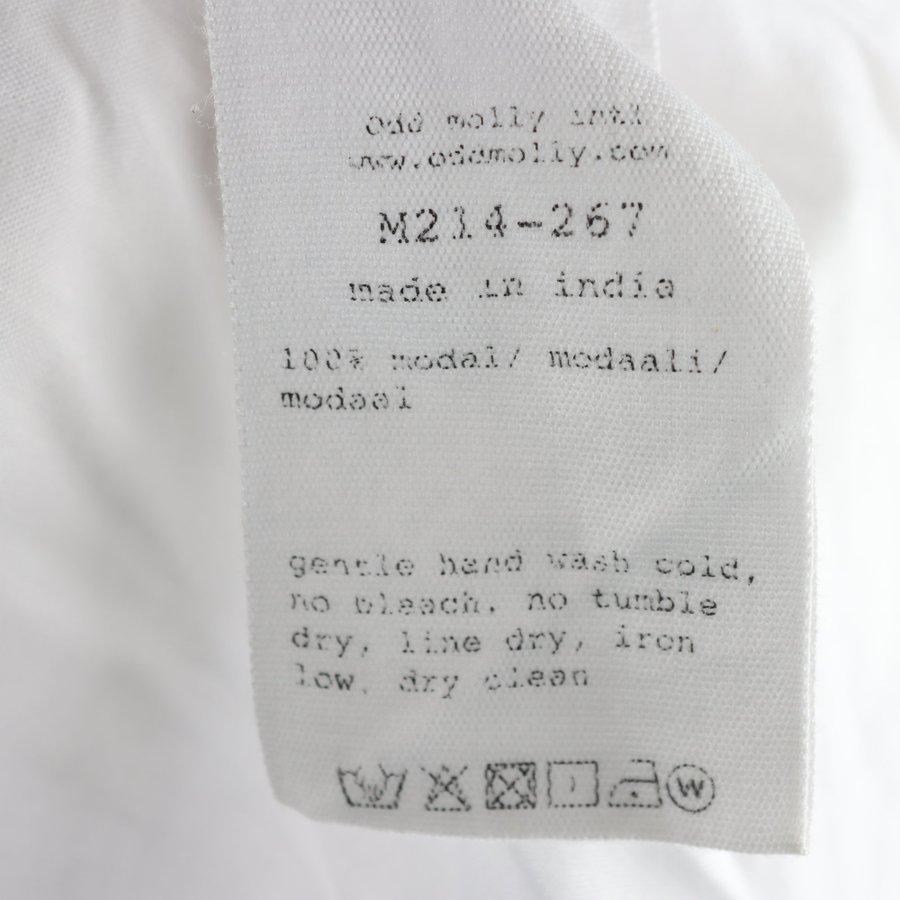 odd molly intl
www.oddmolly.com
M214-267
made in india
100% modal/ modaali/
modaal
gentle hand wash cold,
no bleach, no tumble
dry, line dry, iron
low, dry clean
W